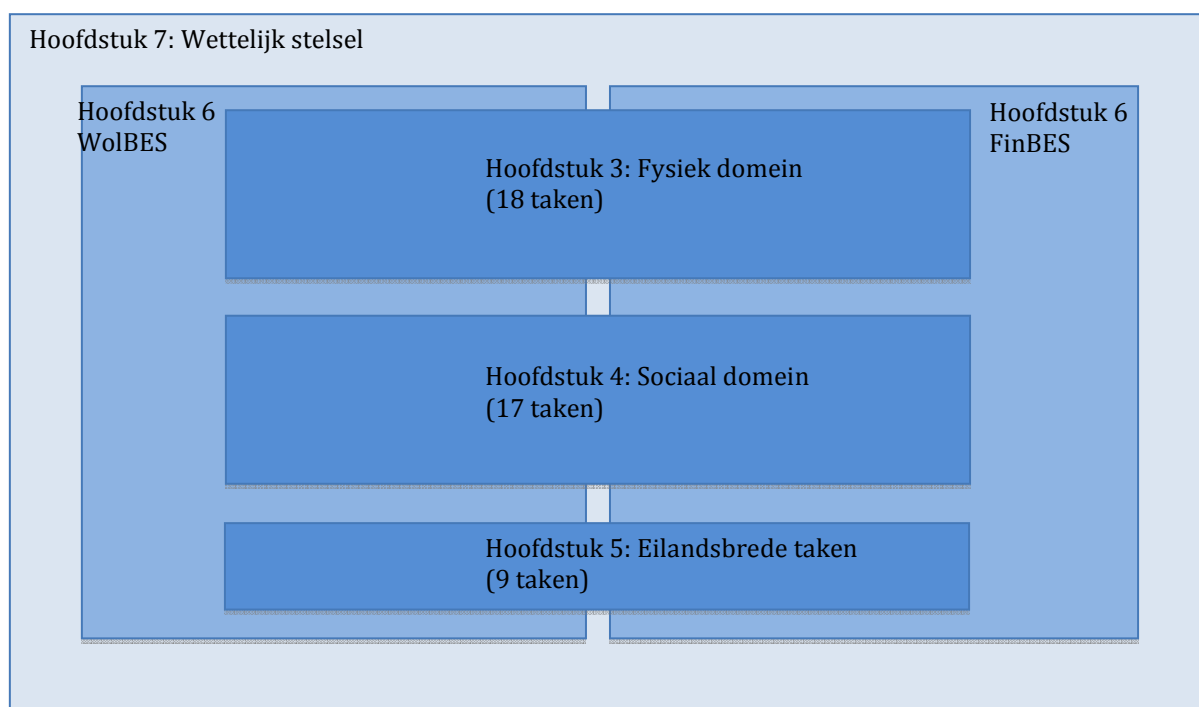 Hoofdstuk 7: Wettelijk stelsel
Hoofdstuk 6
WolBES
Hoofdstuk 6
FinBES
Hoofdstuk 3: Fysiek domein
(18 taken)
Hoofdstuk 4: Sociaal domein
(17 taken)
Hoofdstuk 5: Eilandsbrede taken
(9 taken)